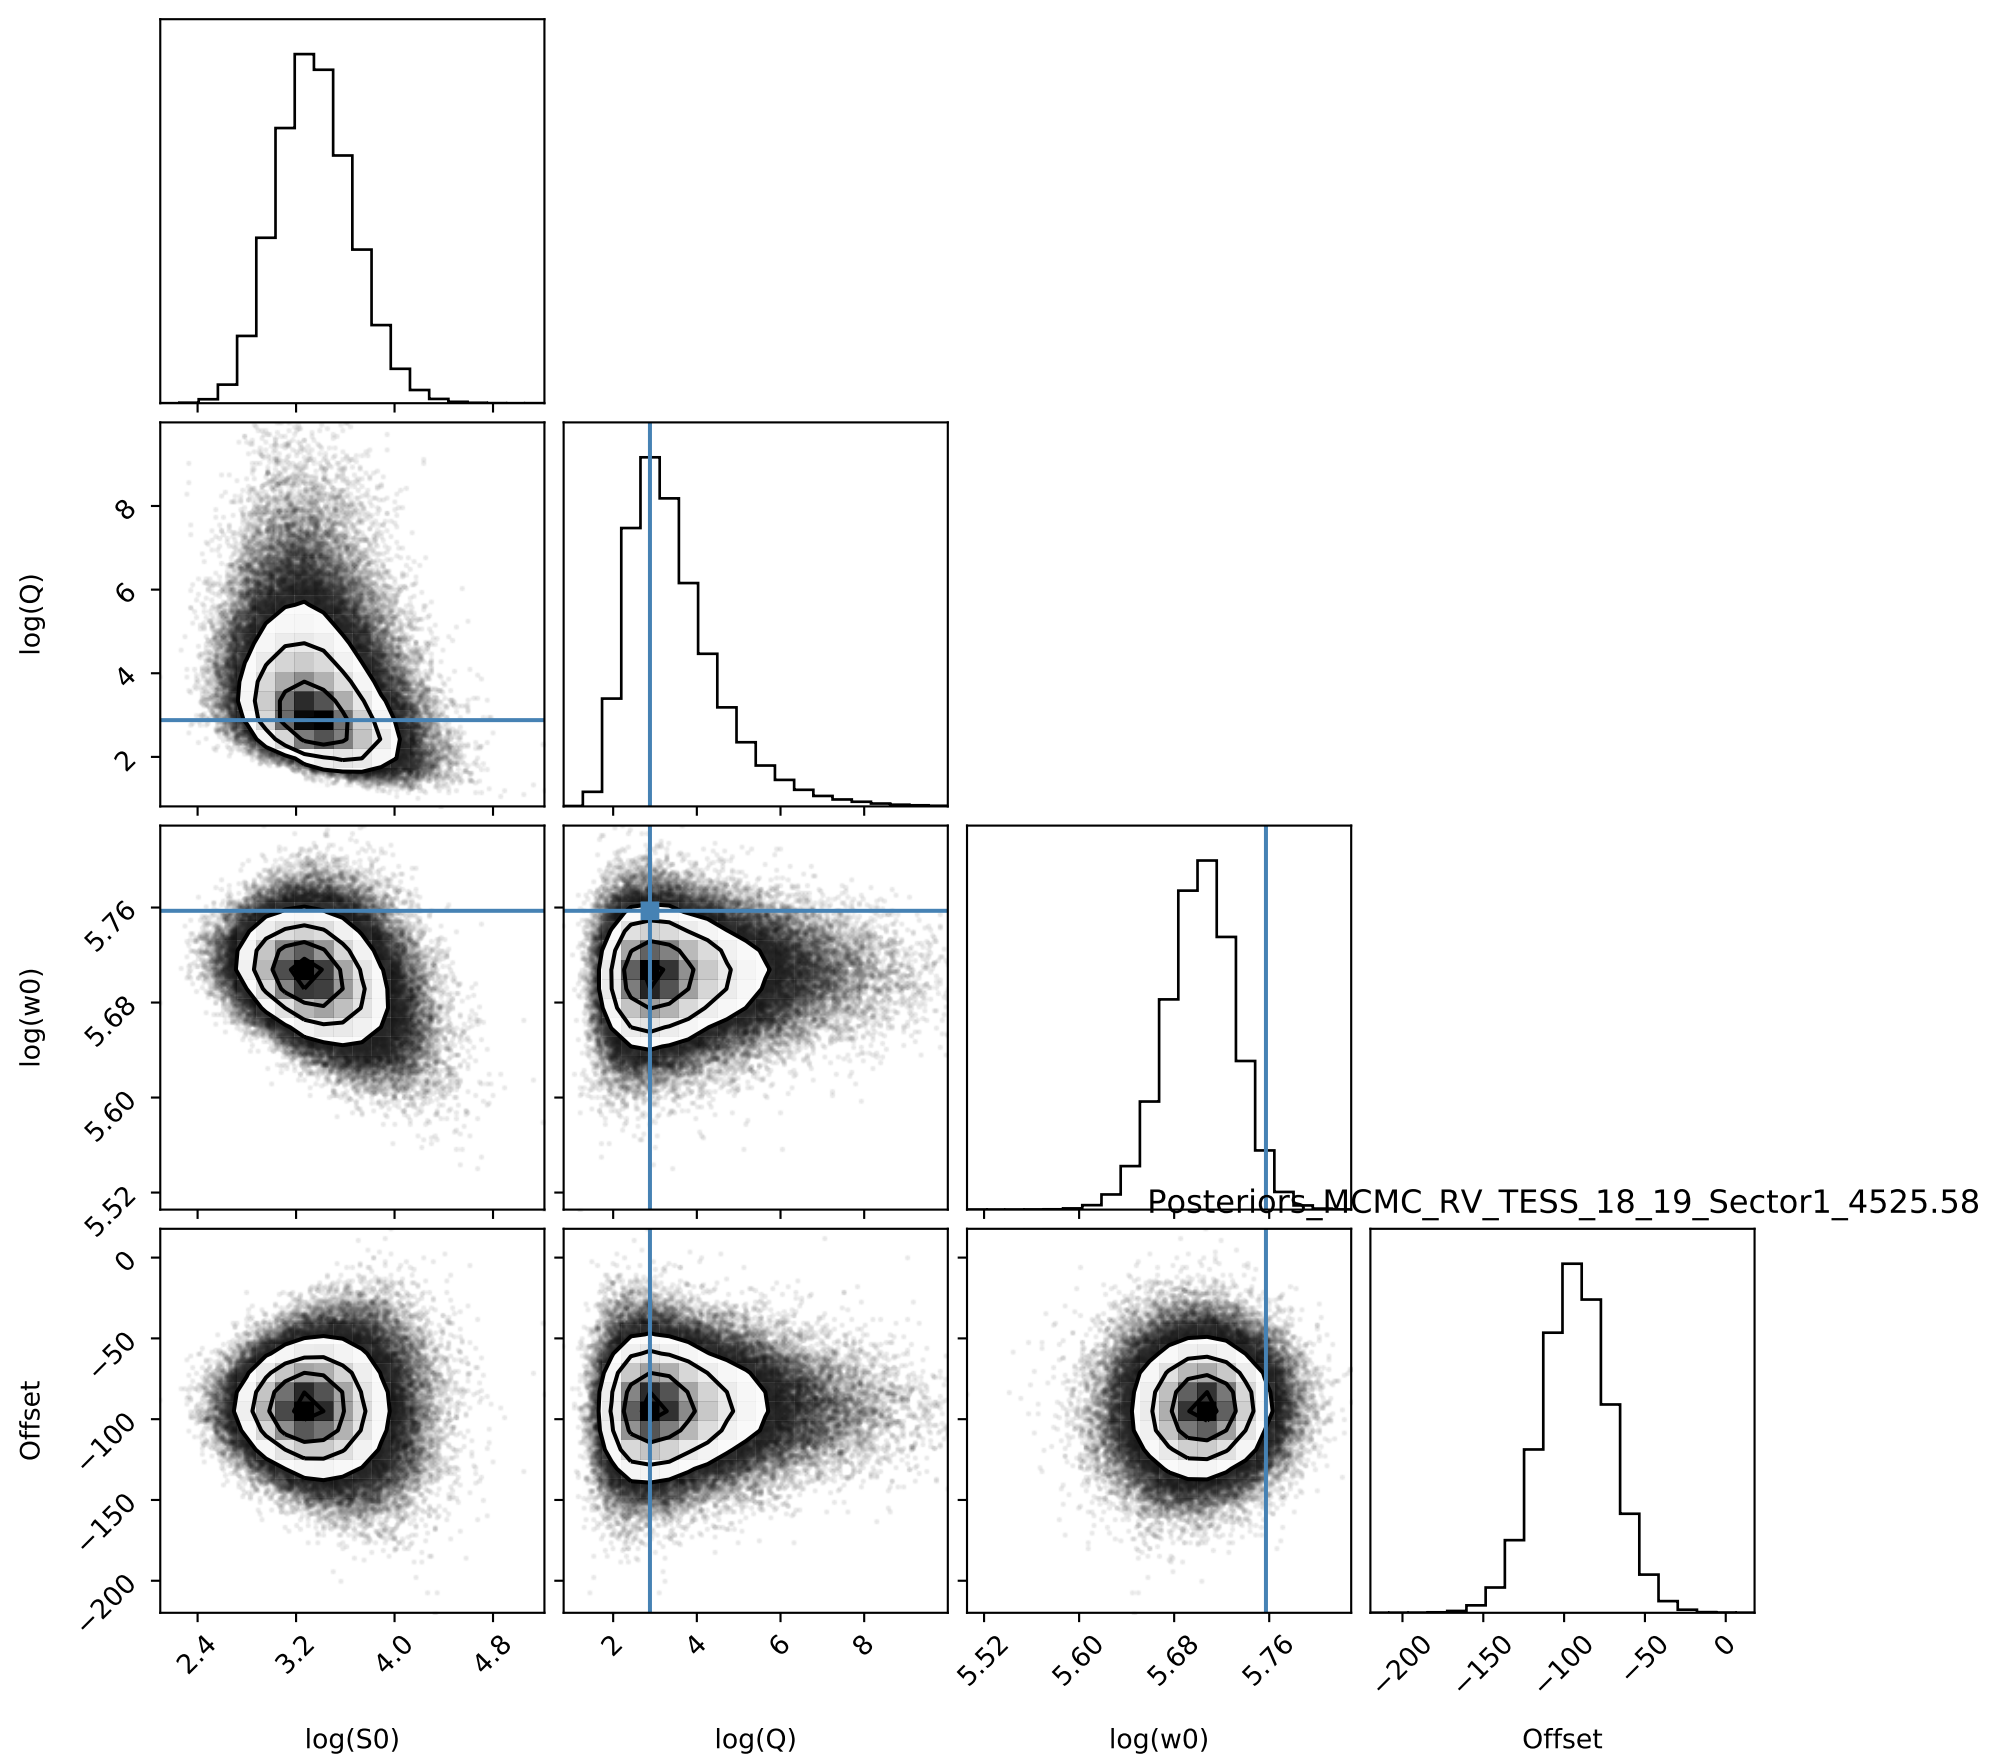 log(Q)
8
6
4
2
log(w0)
5.76
5.68
5.60
5.52
Posteriors_MCMC_RV_TESS_18_19_Sector1_4525.58
Offset
0
−50
−100
−150
−200
2.4 3.2 4.0 4.8
2 4 6 8
5.52 5.60 5.68 5.76
−200 −150 −100 −50 0
log(S0) log(Q) log(w0) Offset